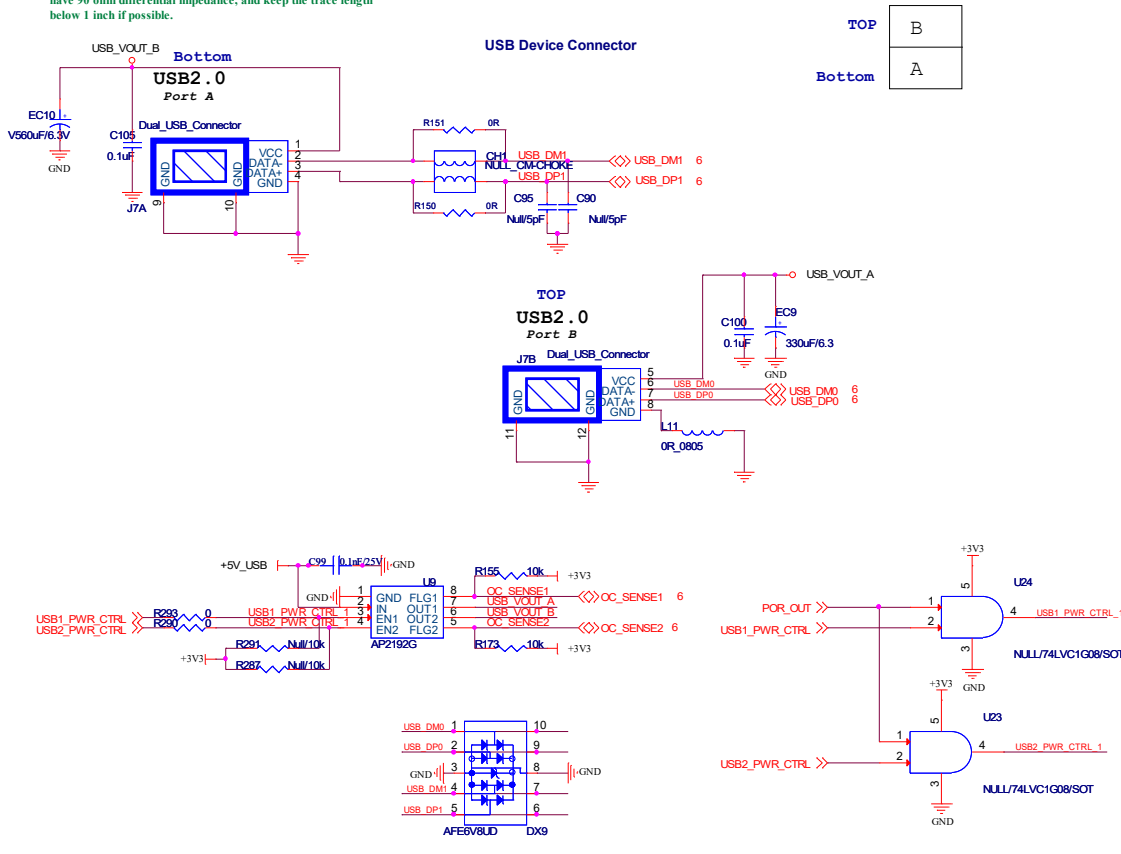 have 90 ohm differential impedance, and keep the trace length
below 1 inch if possible.
USB Device Connector
TOP B
Bottom A
USB_VOUT_B
Bottom
USB2.0
Port A
EC10
V560uF/6.3V
GND
C105
0.1uF
Dual_USB_Connector
GND
GND
VCC
DATA-
DATA+
GND
1
2
3
4
J7A
9
10
R151 0R
CH1
NULL_CM-CHOKE
USB_DM1
USB_DP1
USB_DM1 6
USB_DP1 6
R150 0R
C95
Null/5pF
C90
Null/5pF
USB_VOUT_A
TOP
USB2.0
Port B
C100
0.1uF
EC9
330uF/6.3
GND
J7B
Dual_USB_Connector
GND
GND
VCC
DATA-
DATA+
GND
5
6
7
8
USB_DM0
USB_DP0
USB_DM0 6
USB_DP0 6
11
12
L11
0R_0805
+5V_USB
C99
0.1nF/25V
GND
U9
GND
1
2
3
4
GND FLG1
IN OUT1
EN1 OUT2
EN2 FLG2
8
7
6
5
AP2192G
R155 10k
+3V3
OC_SENSE1
USB_VOUT_A
USB_VOUT_B
OC_SENSE2
OC_SENSE1 6
OC_SENSE2 6
R173 10k
+3V3
USB1_PWR_CTRL
USB2_PWR_CTRL
R293 0
R290 0
USB1_PWR_CTRL_1
USB2_PWR_CTRL_1
R291 Null/10k
+3V3
R287 Null/10k
+3V3
5
U24
POR_OUT
1
USB1_PWR_CTRL
2
4
USB1_PWR_CTRL_1
3
NULL/74LVC1G08/SOT
GND
+3V3
5
U23
1
USB2_PWR_CTRL
2
4
USB2_PWR_CTRL_1
3
NULL/74LVC1G08/SOT
GND
USB_DM0 1 10
USB_DP0 2 9
GND 3 8 GND
USB_DM1 4 7
USB_DP1 5 6
AFE6V8UD DX9